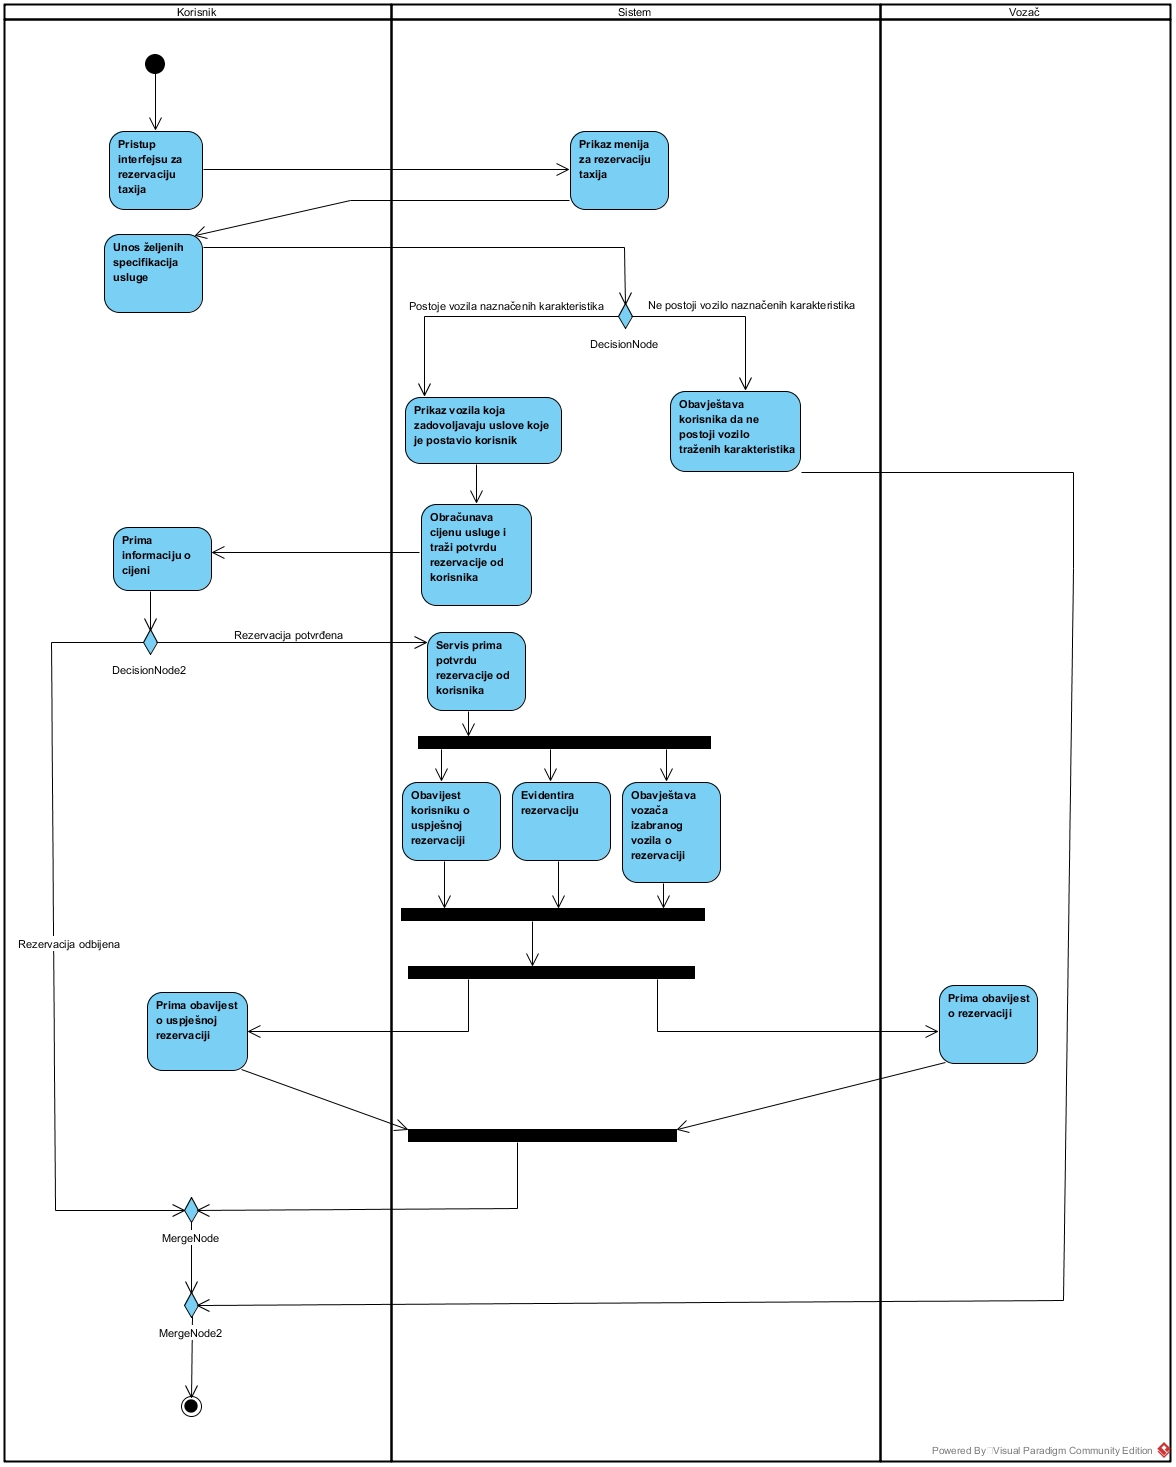 Korisnik
Sistem
Vozač
Pristup
interfejsu za
rezervaciju
taxija
Prikaz menija
za rezervaciju
taxija
Unos željenih
specifikacija
usluge
Postoje vozila naznačenih karakteristika
Ne postoji vozilo naznačenih karakteristika
DecisionNode
Prikaz vozila koja
zadovoljavaju uslove koje
je postavio korisnik
Obavještava
korisnika da ne
postoji vozilo
traženih karakteristika
Obračunava
cijenu usluge i
traži potvrdu
rezervacije od
korisnika
Prima
informaciju o
cijeni
Rezervacija potvrđena
DecisionNode2
Servis prima
potvrdu
rezervacije od
korisnika
Obavijest
korisniku o
uspješnoj
rezervaciji
Evidentira
rezervaciju
Obavještava
vozača
izabranog
vozila o
rezervaciji
Rezervacija odbijena
Prima obavijest
o uspješnoj
rezervaciji
Prima obavijest
o rezervaciji
MergeNode
MergeNode2
Powered By Visual Paradigm Community Edition